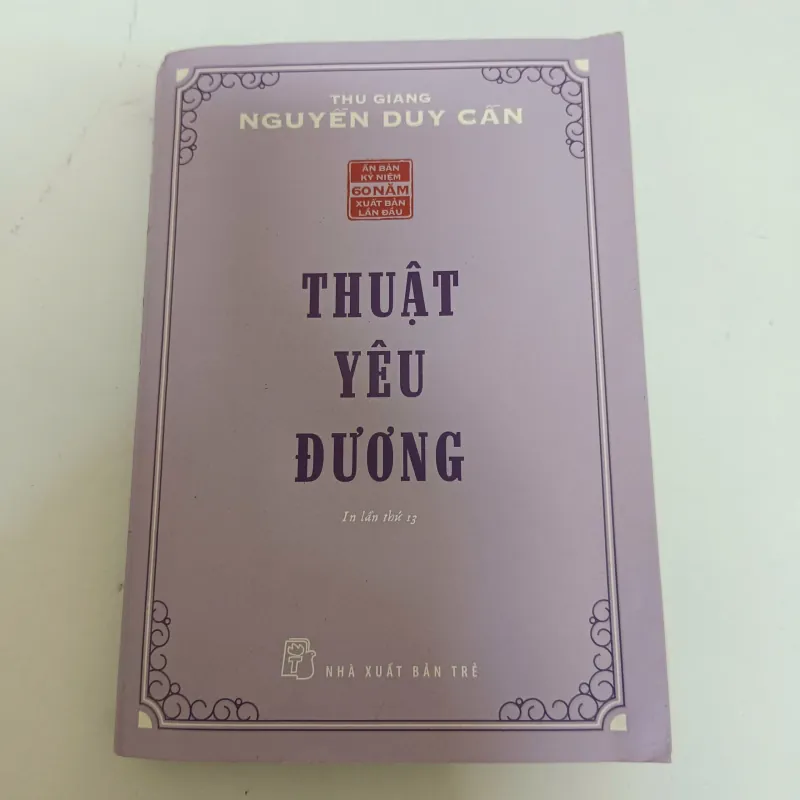 THU GIANG
NGUYỄN DUY CẦN
ẤN BẢN
KỶ NIỆM
60 NĂM
XUẤT BẢN
LẦN ĐẦU
THUẬT
YÊU
ĐƯƠNG
In lần thứ 13
NHÀ XUẤT BẢN TRẺ